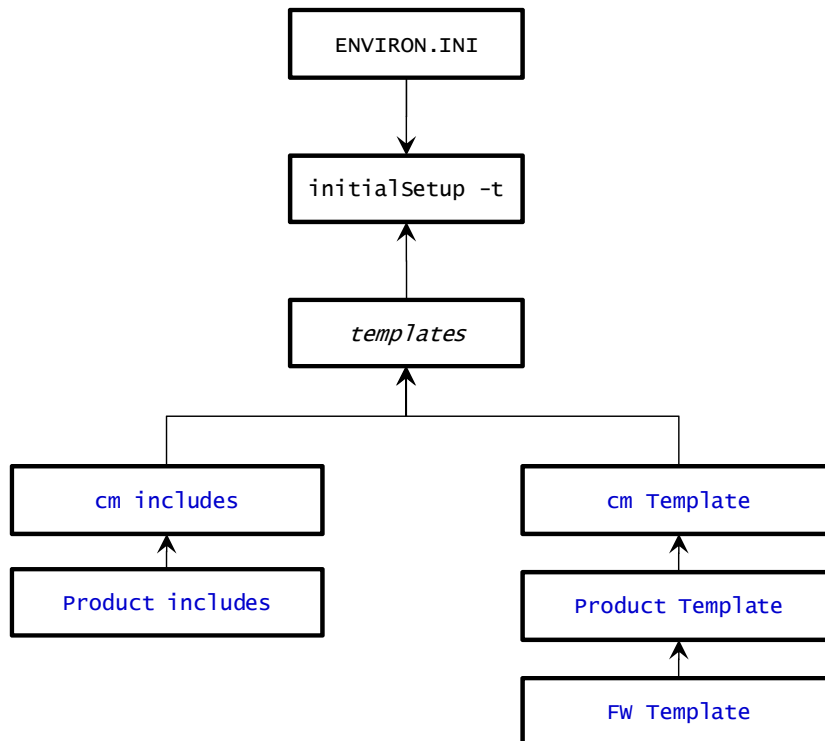 ENVIRON.INI
initialSetup -t
templates
cm includes
cm Template
Product includes
Product Template
FW Template